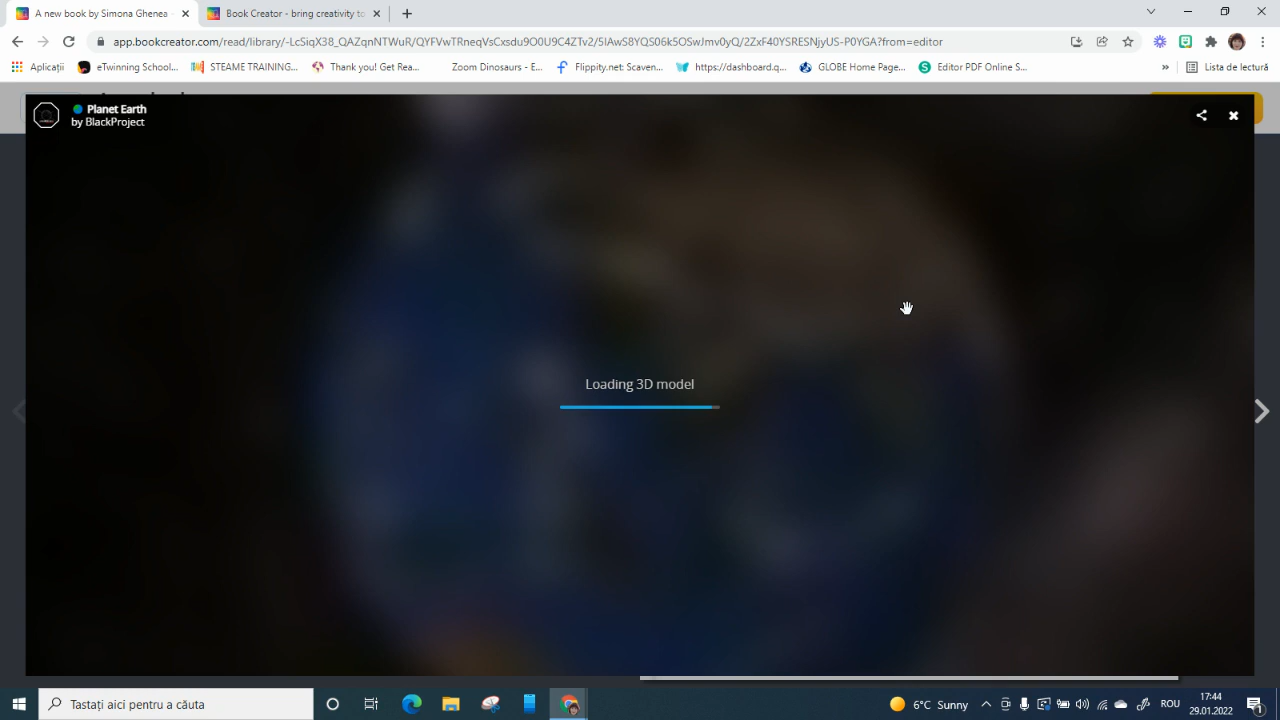 A new book by Simona Ghenea
Book Creator - bring creativity to
app.bookcreator.com/read/library/-LcSiqX38_QAZqnNTWuR/QYFVwTRneqYsCxqdu9O0U9C4ZTv2/5IAwS8YQS06k5OSwJmv0yQ/2ZxF40YSRESNjyUS-P0YGA?from=editor
Aplicații
eTwinning School...
STEAME TRAINING...
Thank you! Get Rea...
Zoom Dinosaurs - E...
Flippity.net: Scaven...
https://dashboard.q...
GLOBE Home Page...
Editor PDF Online S...
»
Lista de lectură
Planet Earth
by BlackProject
Loading 3D model
Tastați aici pentru a căuta
6°C Sunny
ROU
17:44
29.01.2022
1